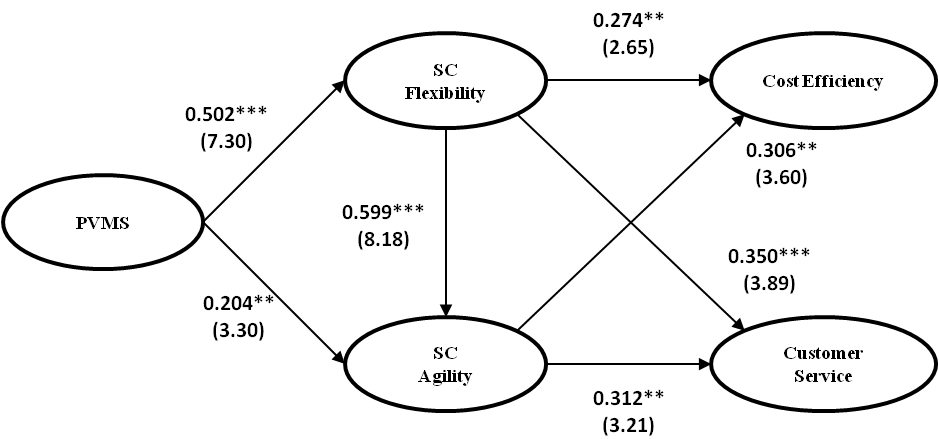 0.274**
(2.65)
SC
Flexibility
Cost Efficiency
0.502***
(7.30)
0.306**
(3.60)
PVMS
0.599***
(8.18)
0.350***
(3.89)
0.204**
(3.30)
SC
Agility
Customer
Service
0.312**
(3.21)